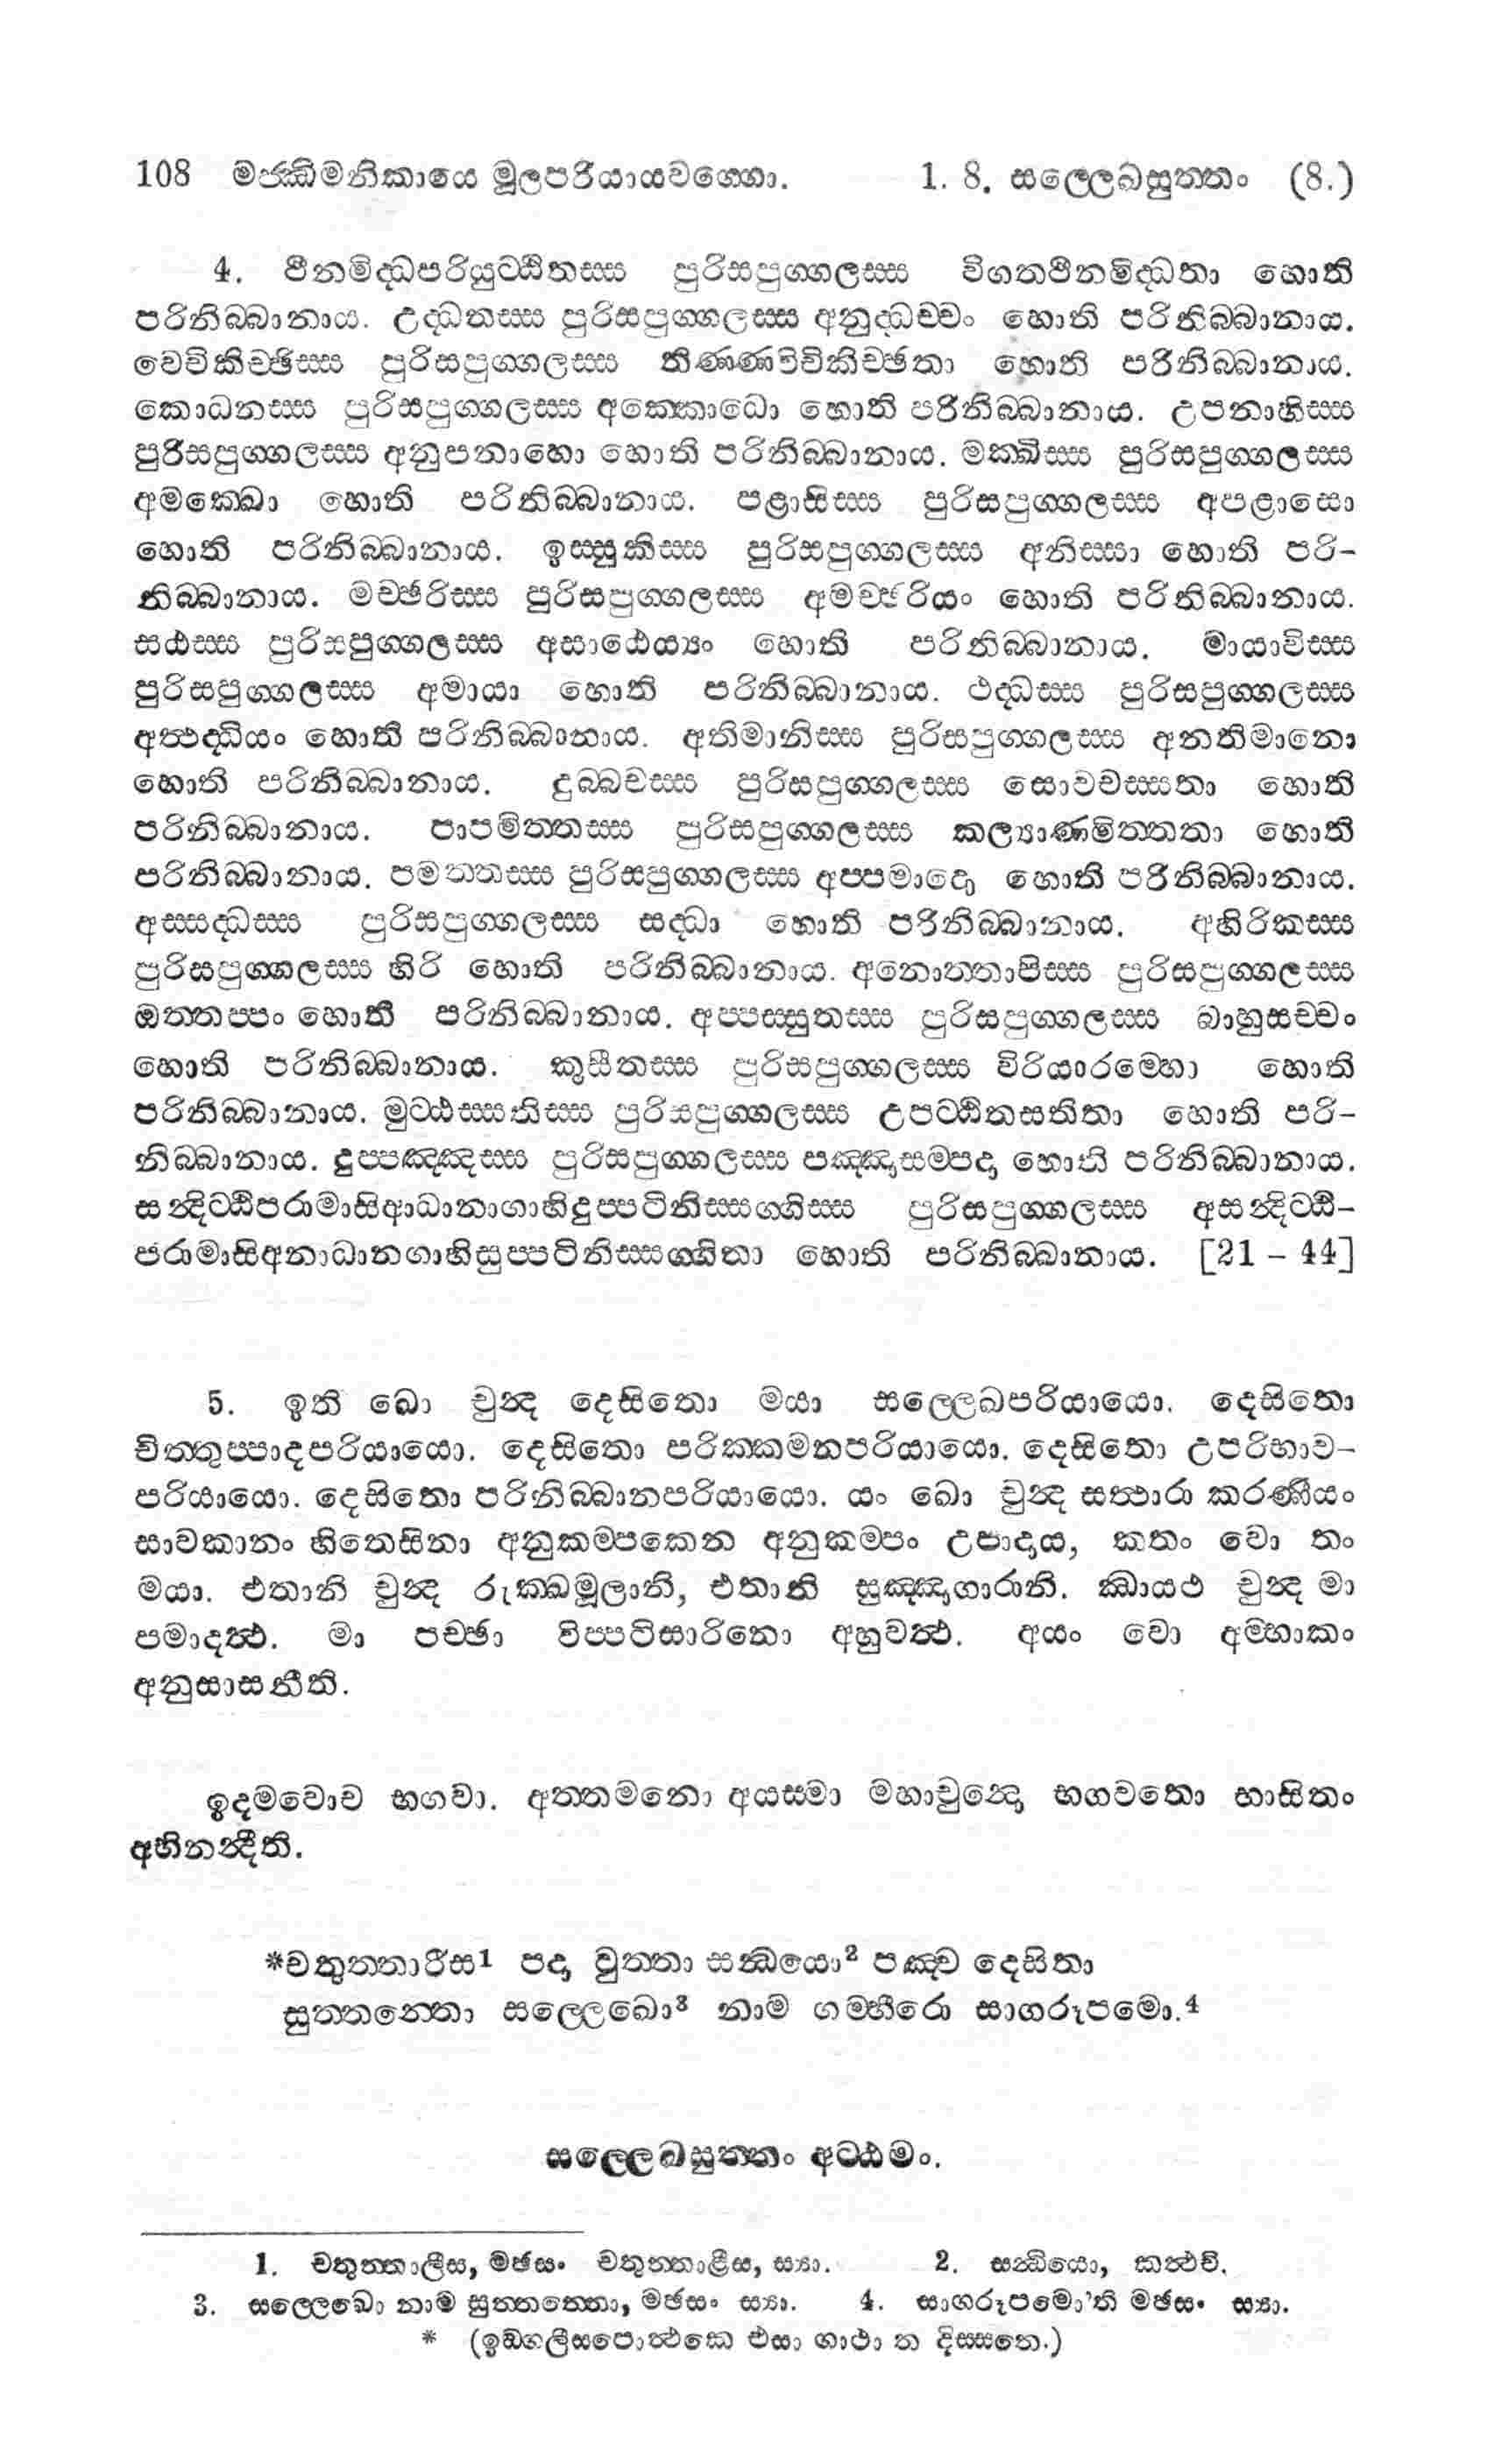 108 මජ්ඣිමනිකායෙ මූලපරියායවග්ගො. 1. 8. සල්ලෙඛසුත්තං (8.)
4. ථීනමිද්ධපරියුට්ඨිතස්ස පුරිසපුග්ගලස්ස විගතථීනමිද්ධතා හොති
පරිනිබ්බානාය. උද්ධතස්ස පුරිසපුග්ගලස්ස අනුද්ධච්චං හොති පරිනිබ්බානාය.
වෙචිකිච්ඡිස්ස පුරිසපුග්ගලස්ස තිණ්ණවිචිකිච්ඡතා හොති පරිනිබ්බානාය.
කොධනස්ස පුරිසපුග්ගලස්ස අක්කොධො හොති පරිනිබ්බානාය. උපනාහිස්ස
පුරිසපුග්ගලස්ස අනුපනාහො හොති පරිනිබ්බානාය. මක්ඛිස්ස පුරිසපුග්ගලස්ස
අමක්ඛො හොති පරිනිබ්බානාය. පළාසිස්ස පුරිසපුග්ගලස්ස අපළාසො
හොති පරිනිබ්බානාය. ඉස්සුකිස්ස පුරිසපුග්ගලස්ස අනිස්සා හොති පරි-
නිබ්බානාය. මච්ඡරිස්ස පුරිසපුග්ගලස්ස අමච්ඡරියං හොති පරිනිබ්බානාය.
සඨස්ස පුරිසපුග්ගලස්ස අසාඨෙය්‍යං හොති පරිනිබ්බානාය. මායාවිස්ස
පුරිසපුග්ගලස්ස අමායා හොති පරිනිබ්බානාය. ථද්ධස්ස පුරිසපුග්ගලස්ස
අත්ථද්ධියං හොති පරිනිබ්බානාය. අතිමානිස්ස පුරිසපුග්ගලස්ස අනතිමානො
හොති පරිනිබ්බානාය. දුබ්බචස්ස පුරිසපුග්ගලස්ස සොවචස්සතා හොති
පරිනිබ්බානාය. පාපමිත්තස්ස පුරිසපුග්ගලස්ස කල්‍යාණමිත්තතා හොති
පරිනිබ්බානාය. පමත්තස්ස පුරිසපුග්ගලස්ස අප්පමාදො හොති පරිනිබ්බානාය.
අස්සද්ධස්ස පුරිසපුග්ගලස්ස සද්ධා හොති පරිනිබ්බානාය. අහිරිකස්ස
පුරිසපුග්ගලස්ස හිරි හොති පරිනිබ්බානාය. අනොත්තාපිස්ස පුරිසපුග්ගලස්ස
ඔත්තප්පං හොති පරිනිබ්බානාය. අප්පස්සුතස්ස පුරිසපුග්ගලස්ස බාහුසච්චං
හොති පරිනිබ්බානාය. කුසීතස්ස පුරිසපුග්ගලස්ස විරියාරම්භො හොති
පරිනිබ්බානාය. මුට්ඨස්සතිස්ස පුරිසපුග්ගලස්ස උපට්ඨිතසතිතා හොති පරි-
නිබ්බානාය. දුප්පඤ්ඤස්ස පුරිසපුග්ගලස්ස පඤ්ඤාසම්පදා හොති පරිනිබ්බානාය.
සන්දිට්ඨිපරාමාසිආධානාගාහිදුප්පටිනිස්සග්ගිස්ස පුරිසපුග්ගලස්ස අසන්දිට්ඨි-
පරාමාසිඅනාධානගාහිසුප්පටිනිස්සග්ගිතා හොති පරිනිබ්බානාය. [21 – 44]
5. ඉති ඛො චුන්ද දෙසිතො මයා සල්ලෙඛපරියායො. දෙසිතො
චිත්තුප්පාදපරියායො. දෙසිතො පරික්කමනපරියායො. දෙසිතො උපරිභාව-
පරියායො. දෙසිතො පරිනිබ්බානපරියායො. යං ඛො චුන්ද සත්ථාරා කරණීයං
සාවකානං හිතෙසිනා අනුකම්පකෙන අනුකම්පං උපාදාය, කතං වො තං
මයා. එතානි චුන්ද රුක්ඛමූලානි, එතානි සුඤ්ඤාගාරානි. ඣායථ චුන්ද මා
පමාදත්ථ. මා පච්ඡා විප්පටිසාරිනො අහුවත්ථ. අයං වො අම්හාකං
අනුසාසනීති.
ඉදමවොච භගවා. අත්තමනො අයස්මා මහාචුන්දො භගවතො භාසිතං
අභිනන්දීති.
*චතුත්තාරීස¹ පදා වුත්තා සන්ධියො² පඤ්ච දෙසිතා
සුත්තන්තො සල්ලෙඛො³ නාම ගම්භීරො සාගරූපමො.⁴
සල්ලෙඛසුත්තං අට්ඨමං.
1. චතුත්තාලීස, මඡසං චතුත්තාළීස, ස්‍යා. 2. සන්ධියො, කත්ථචි.
3. සල්ලෙඛො නාම සුත්තන්තො, මඡසං ස්‍යා. 4. සාගරූපමො'ති මඡසං ස්‍යා.
* (ඉඞ්ගලීසපොත්ථකෙ එසා ගාථා න දිස්සතෙ.)